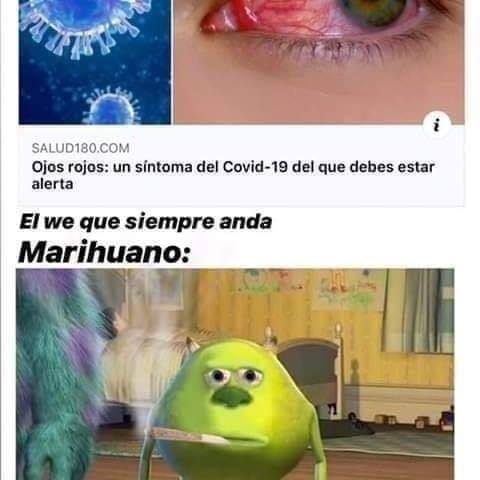 i
SALUD180.COM
Ojos rojos: un síntoma del Covid-19 del que debes estar
alerta
El we que siempre anda
Marihuano: